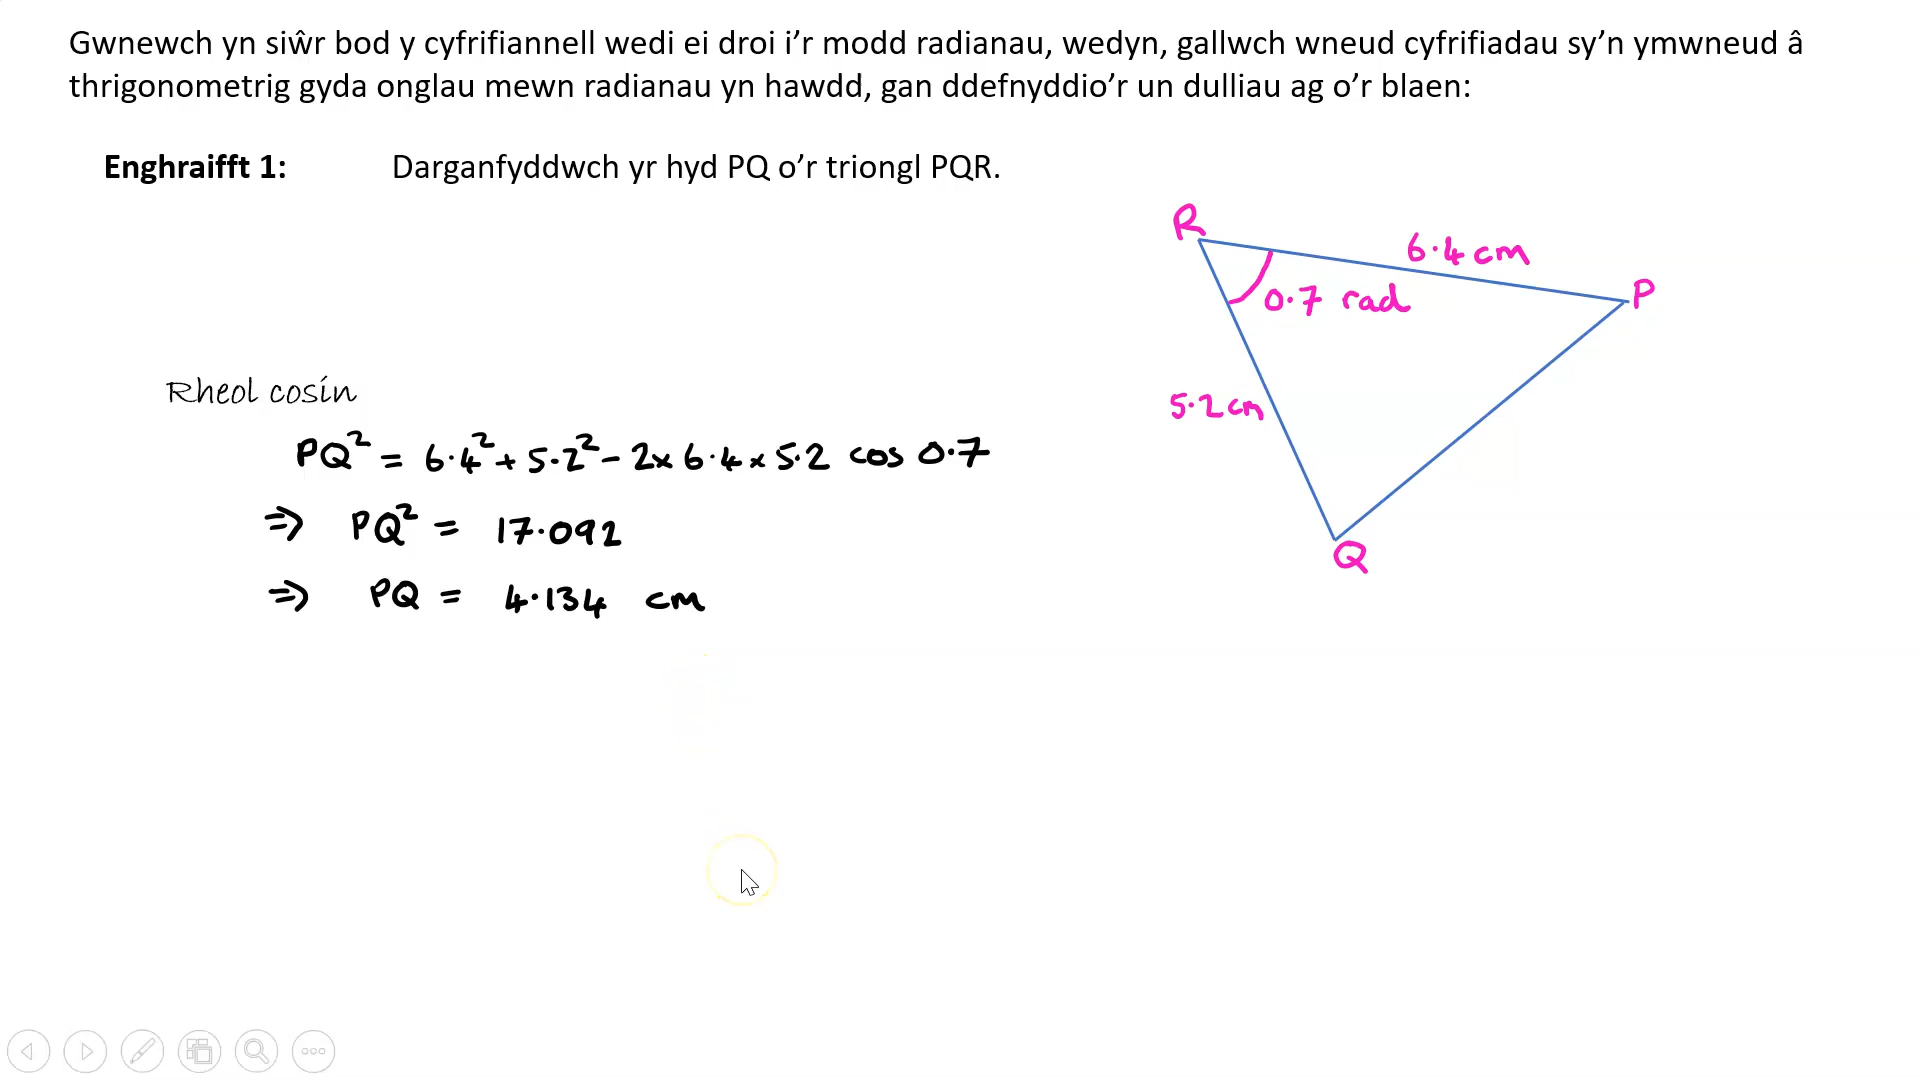 Gwnewch yn siŵr bod y cyfrifiannell wedi ei droi i’r modd radianau, wedyn, gallwch wneud cyfrifiadau sy’n ymwneud â
thrigonometrig gyda onglau mewn radianau yn hawdd, gan ddefnyddio’r un dulliau ag o’r blaen:
Enghraifft 1: Darganfyddwch yr hyd PQ o’r triongl PQR.
R
6.4 cm
0.7 rad
P
5.2 cm
Q
Rheol cosin
PQ² = 6.4² + 5.2² - 2 × 6.4 × 5.2 cos 0.7
⇒ PQ² = 17.092
⇒ PQ = 4.134 cm